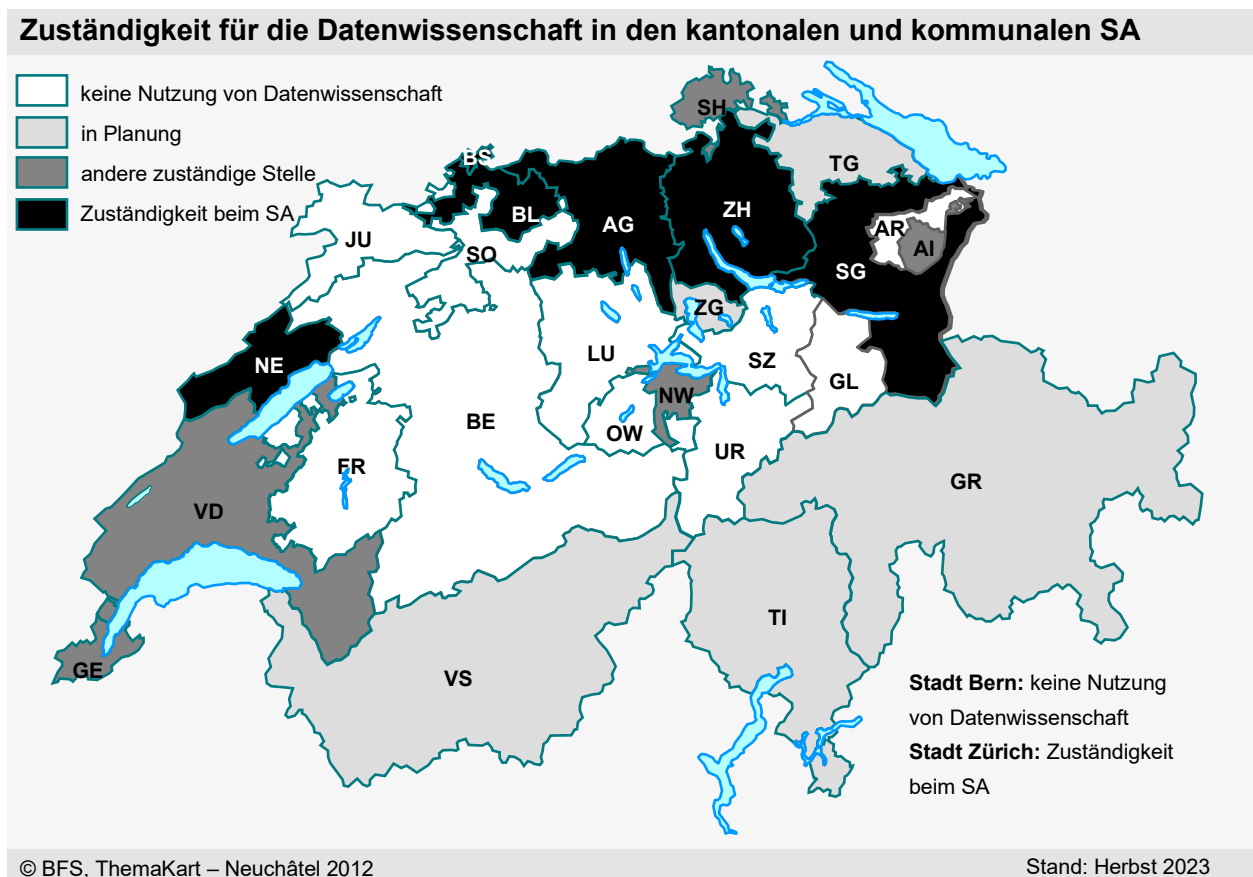 Zuständigkeit für die Datenwissenschaft in den kantonalen und kommunalen SA
keine Nutzung von Datenwissenschaft
in Planung
andere zuständige Stelle
Zuständigkeit beim SA
SH
BS
TG
BL
ZH
AG
AR
JU
AI
SO
SG
ZG
LU
SZ
NE
GL
NW
BE
OW
UR
FR
GR
VD
TI
GE
VS
Stadt Bern: keine Nutzung
von Datenwissenschaft
Stadt Zürich: Zuständigkeit
beim SA
© BFS, ThemaKart – Neuchâtel 2012
Stand: Herbst 2023